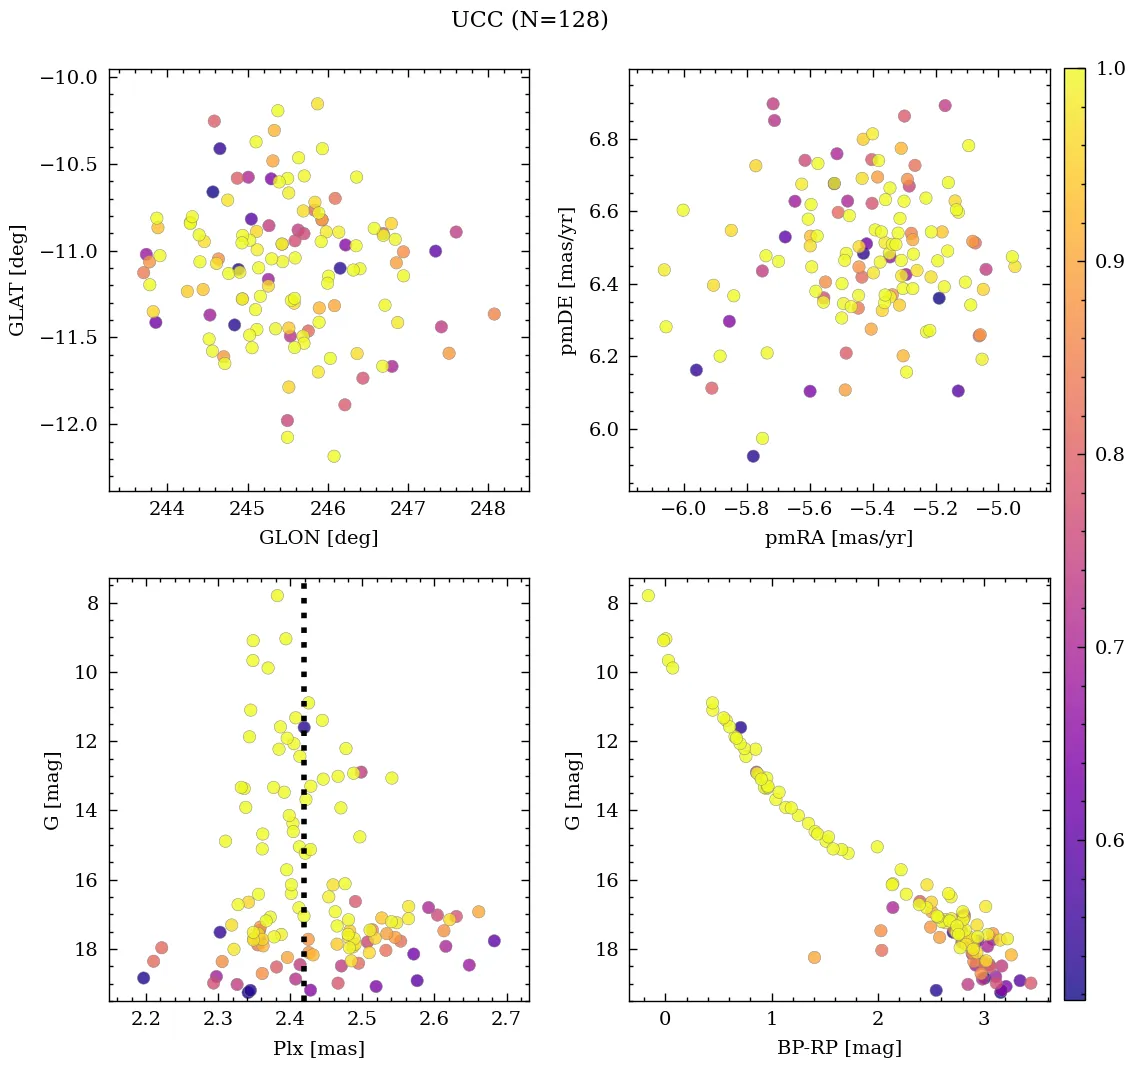 UCC (N=128)
−10.0
−10.5
−11.0
−11.5
−12.0
GLAT [deg]
244 245 246 247 248
GLON [deg]
6.8
6.6
6.4
6.2
6.0
pmDE [mas/yr]
−6.0 −5.8 −5.6 −5.4 −5.2 −5.0
pmRA [mas/yr]
1.0
0.9
0.8
0.7
0.6
8
10
12
14
16
18
G [mag]
2.2 2.3 2.4 2.5 2.6 2.7
Plx [mas]
8
10
12
14
16
18
G [mag]
0 1 2 3
BP-RP [mag]